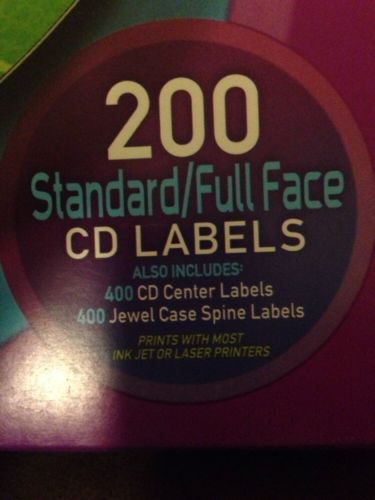 200
Standard/Full Face
CD LABELS
ALSO INCLUDES:
400 CD Center Labels
400 Jewel Case Spine Labels
PRINTS WITH MOST
INK JET OR LASER PRINTERS